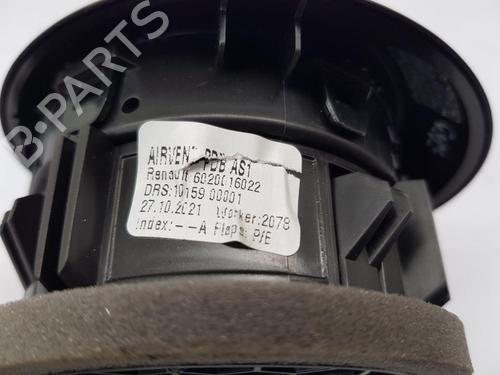 B-PARTS
AIRVENT PDB AS1
Renault 6020016022
DRS:10159 00001
27.10.2021 Worker:2078
Index:--A Flaps: P/E